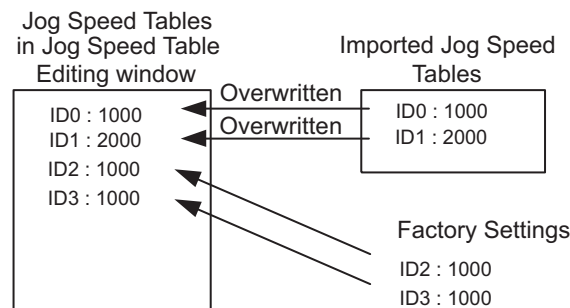 Jog Speed Tables
in Jog Speed Table
Editing window
ID0 : 1000
ID1 : 2000
ID2 : 1000
ID3 : 1000
Overwritten
Overwritten
Imported Jog Speed
Tables
ID0 : 1000
ID1 : 2000
Factory Settings
ID2 : 1000
ID3 : 1000